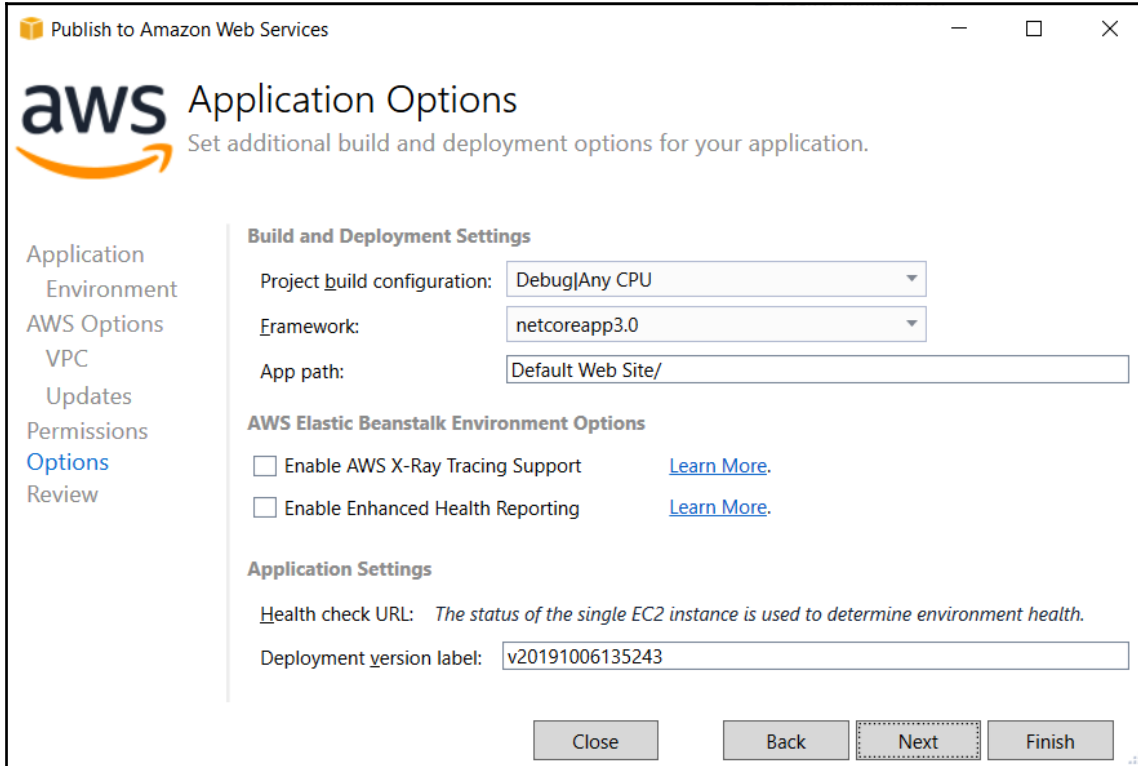 Publish to Amazon Web Services
aws
Application Options
Set additional build and deployment options for your application.
Application
Environment
AWS Options
VPC
Updates
Permissions
Options
Review
Build and Deployment Settings
Project build configuration: Debug|Any CPU
Framework: netcoreapp3.0
App path: Default Web Site/
AWS Elastic Beanstalk Environment Options
Enable AWS X-Ray Tracing Support Learn More.
Enable Enhanced Health Reporting Learn More.
Application Settings
Health check URL: The status of the single EC2 instance is used to determine environment health.
Deployment version label: v20191006135243
Close Back Next Finish